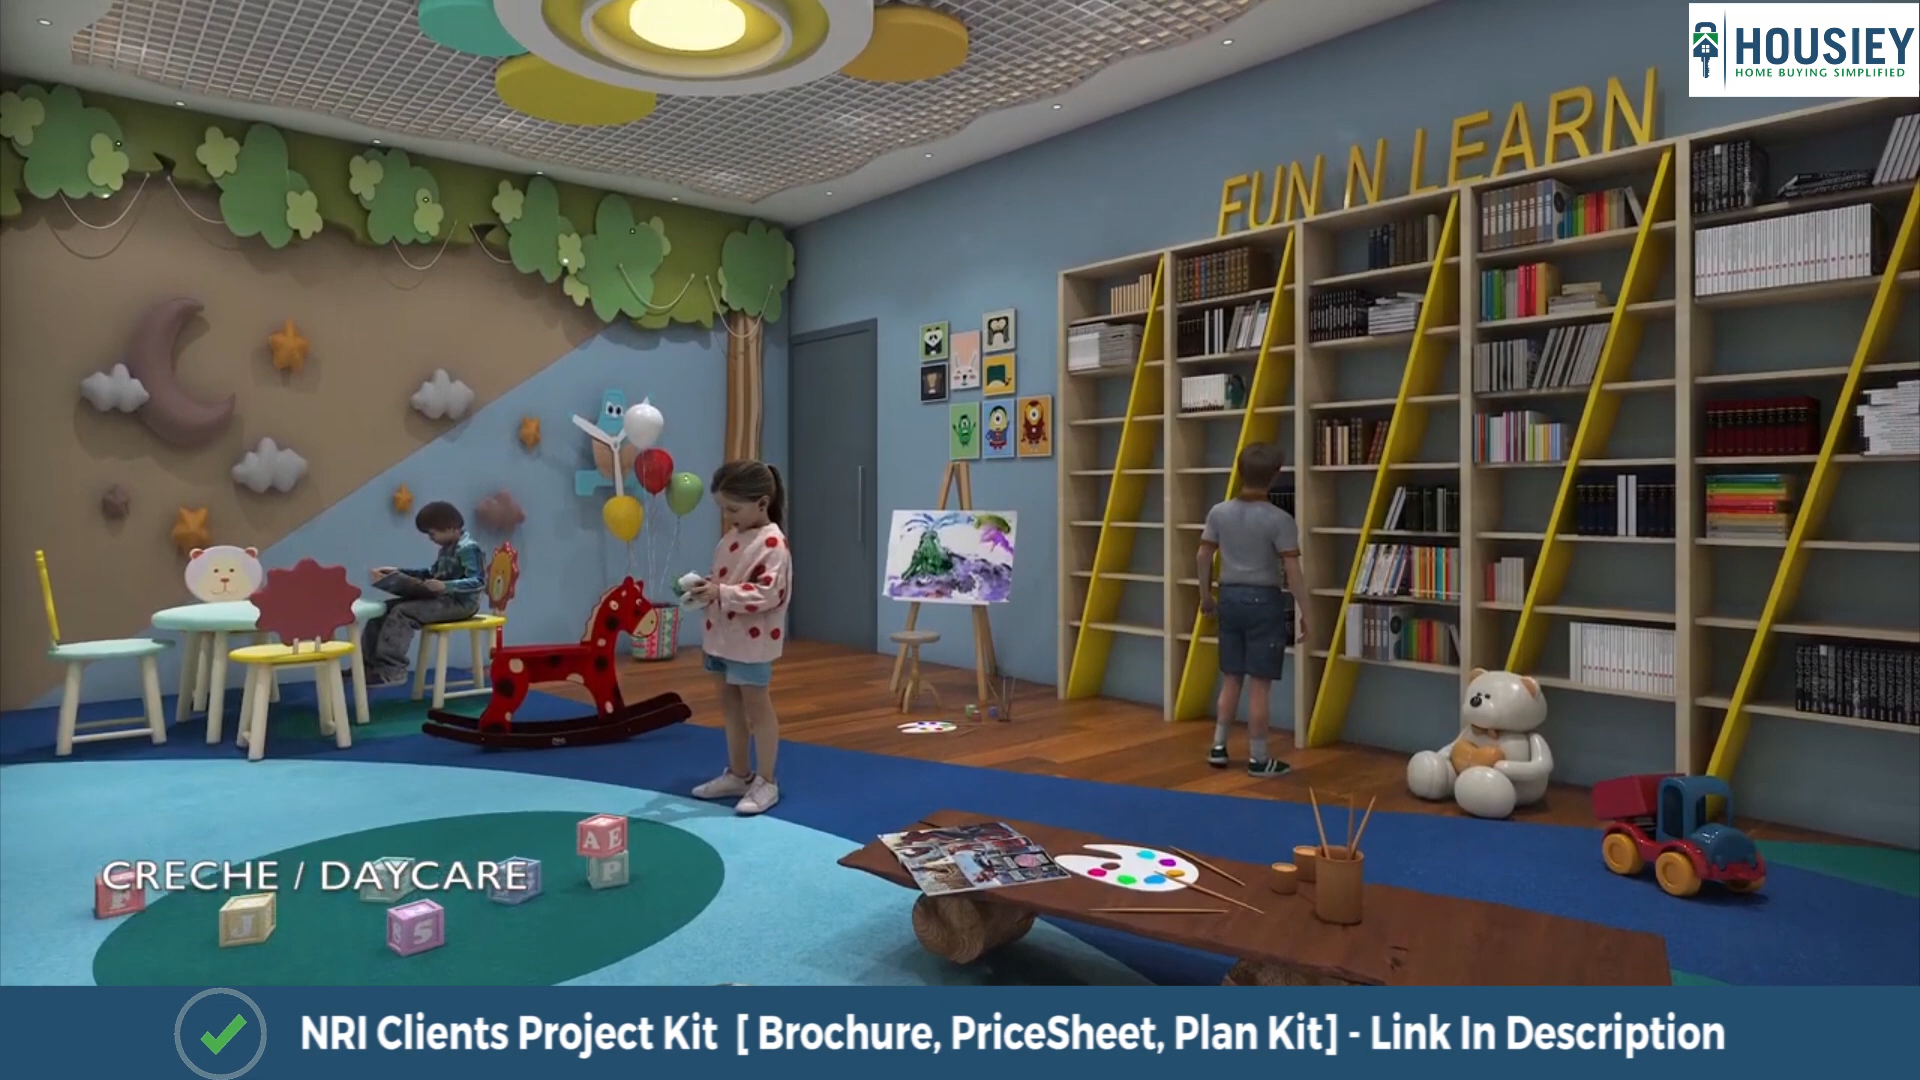 HOUSIEY
HOME BUYING SIMPLIFIED
FUN N LEARN
A E
P
F
J
S
CRECHE / DAYCARE
NRI Clients Project Kit [ Brochure, PriceSheet, Plan Kit] - Link In Description